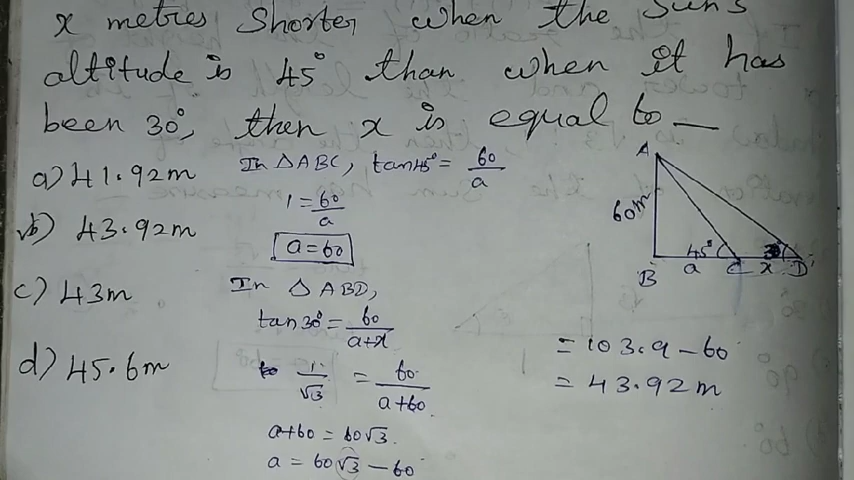 x metres shorter when the sun's
altitude is 45° than when it has
been 30°, then x is equal to —
a) 41.92m
b) 43.92m
c) 43m
d) 45.6m
In △ABC, tan45° = 60/a
1 = 60/a
a = 60
In △ABD,
tan30° = 60/a+x
1/√3 = 60/a+60
a+60 = 60√3.
a = 60√3 - 60
A
60m
45°
30
B
a
C
x
D
= 103.9 - 60
= 43.92m